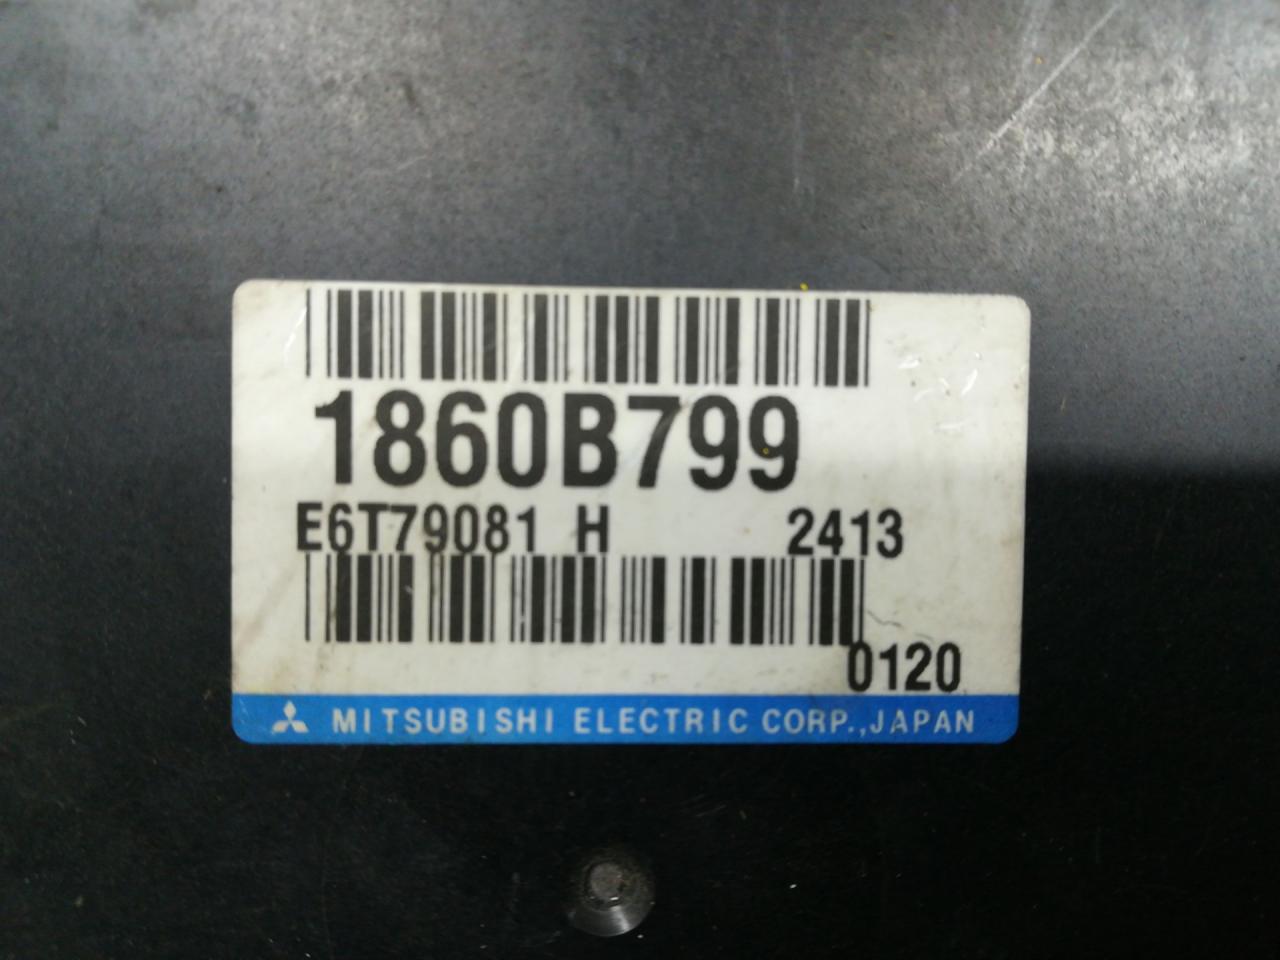 1860B799
E6T79081 H 2413
0120
MITSUBISHI ELECTRIC CORP.,JAPAN